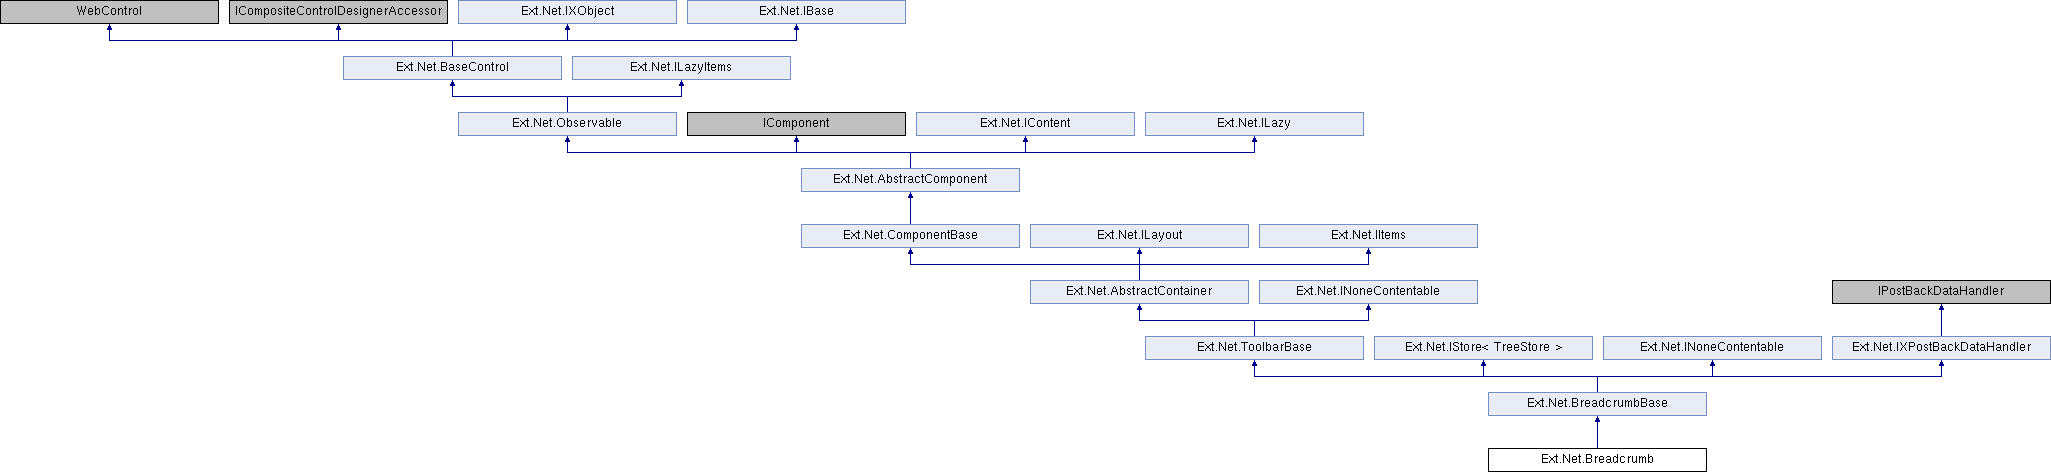 WebControl
ICompositeControlDesignerAccessor
Ext.Net.IXObject
Ext.Net.IBase
Ext.Net.BaseControl
Ext.Net.ILazyItems
Ext.Net.Observable
IComponent
Ext.Net.IContent
Ext.Net.ILazy
Ext.Net.AbstractComponent
Ext.Net.ComponentBase
Ext.Net.ILayout
Ext.Net.IItems
Ext.Net.AbstractContainer
Ext.Net.INoneContentable
IPostBackDataHandler
Ext.Net.ToolbarBase
Ext.Net.IStore< TreeStore >
Ext.Net.INoneContentable
Ext.Net.IXPostBackDataHandler
Ext.Net.BreadcrumbBase
Ext.Net.Breadcrumb